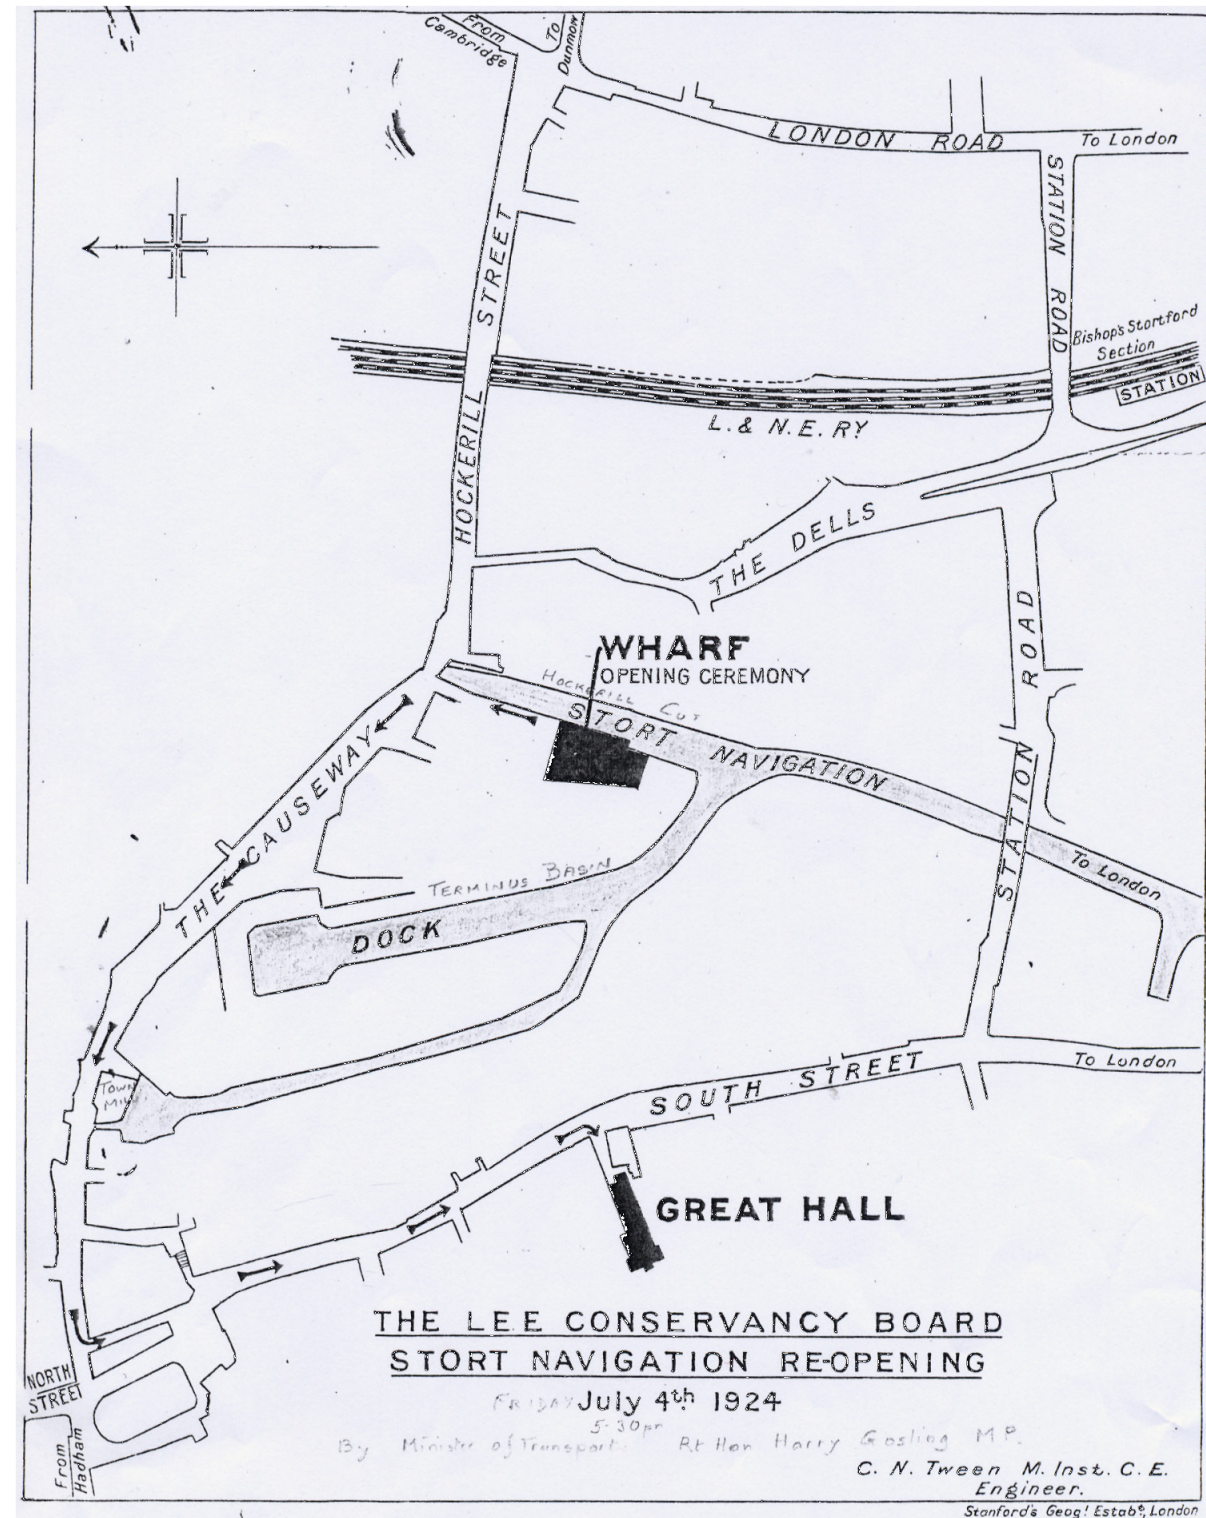 From
Cambridge
To
Dunmow
LONDON ROAD
To London
STATION ROAD
HOCKERILL STREET
Bishop's Stortford
Section
STATION
L. & N. E. RY
THE DELLS
STATION ROAD
WHARF
OPENING CEREMONY
HOCKERILL CUT
STORT NAVIGATION
THE CAUSEWAY
STATION
To London
TERMINUS BASIN
DOCK
TOWN
MILL
SOUTH STREET
To London
GREAT HALL
THE LEE CONSERVANCY BOARD
STORT NAVIGATION RE-OPENING
NORTH
STREET
FRIDAY July 4th 1924
5-30pm
By Minister of Transport. Rt Hon Harry Gosling M.P.
From
Hadham
C. N. Tween M. Inst. C. E.
Engineer.
Stanford's Geogl Estabt, London